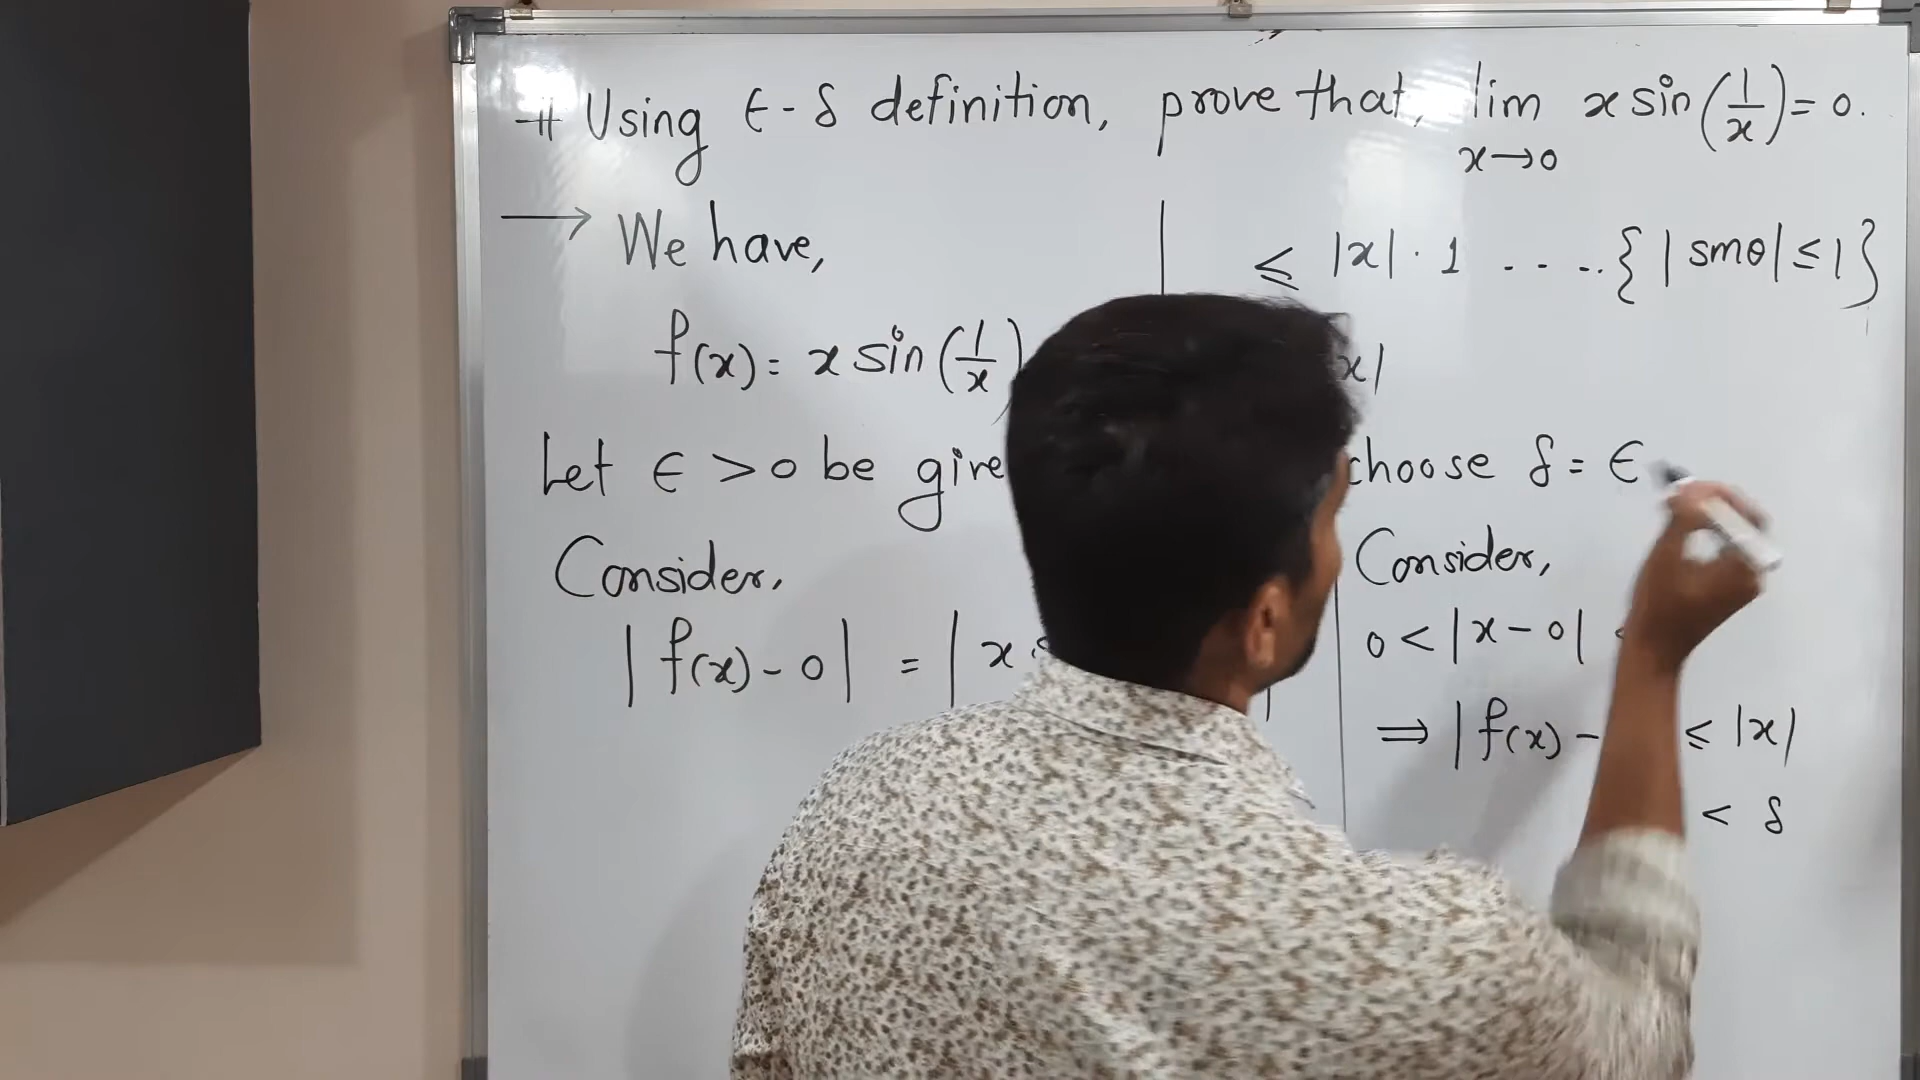 # Using ϵ-δ definition, prove that, lim x→0 x sin(1/x) = 0.
→ We have,
f(x) = x sin(1/x)
Let ϵ > 0 be
Consider,
|f(x) - 0| = |x
≤ |x| · 1 ....{|sinθ| ≤ 1}
x|
choose δ = ϵ
Consider,
0 < |x - 0|
⇒ |f(x) - ≤ |x|
< δ